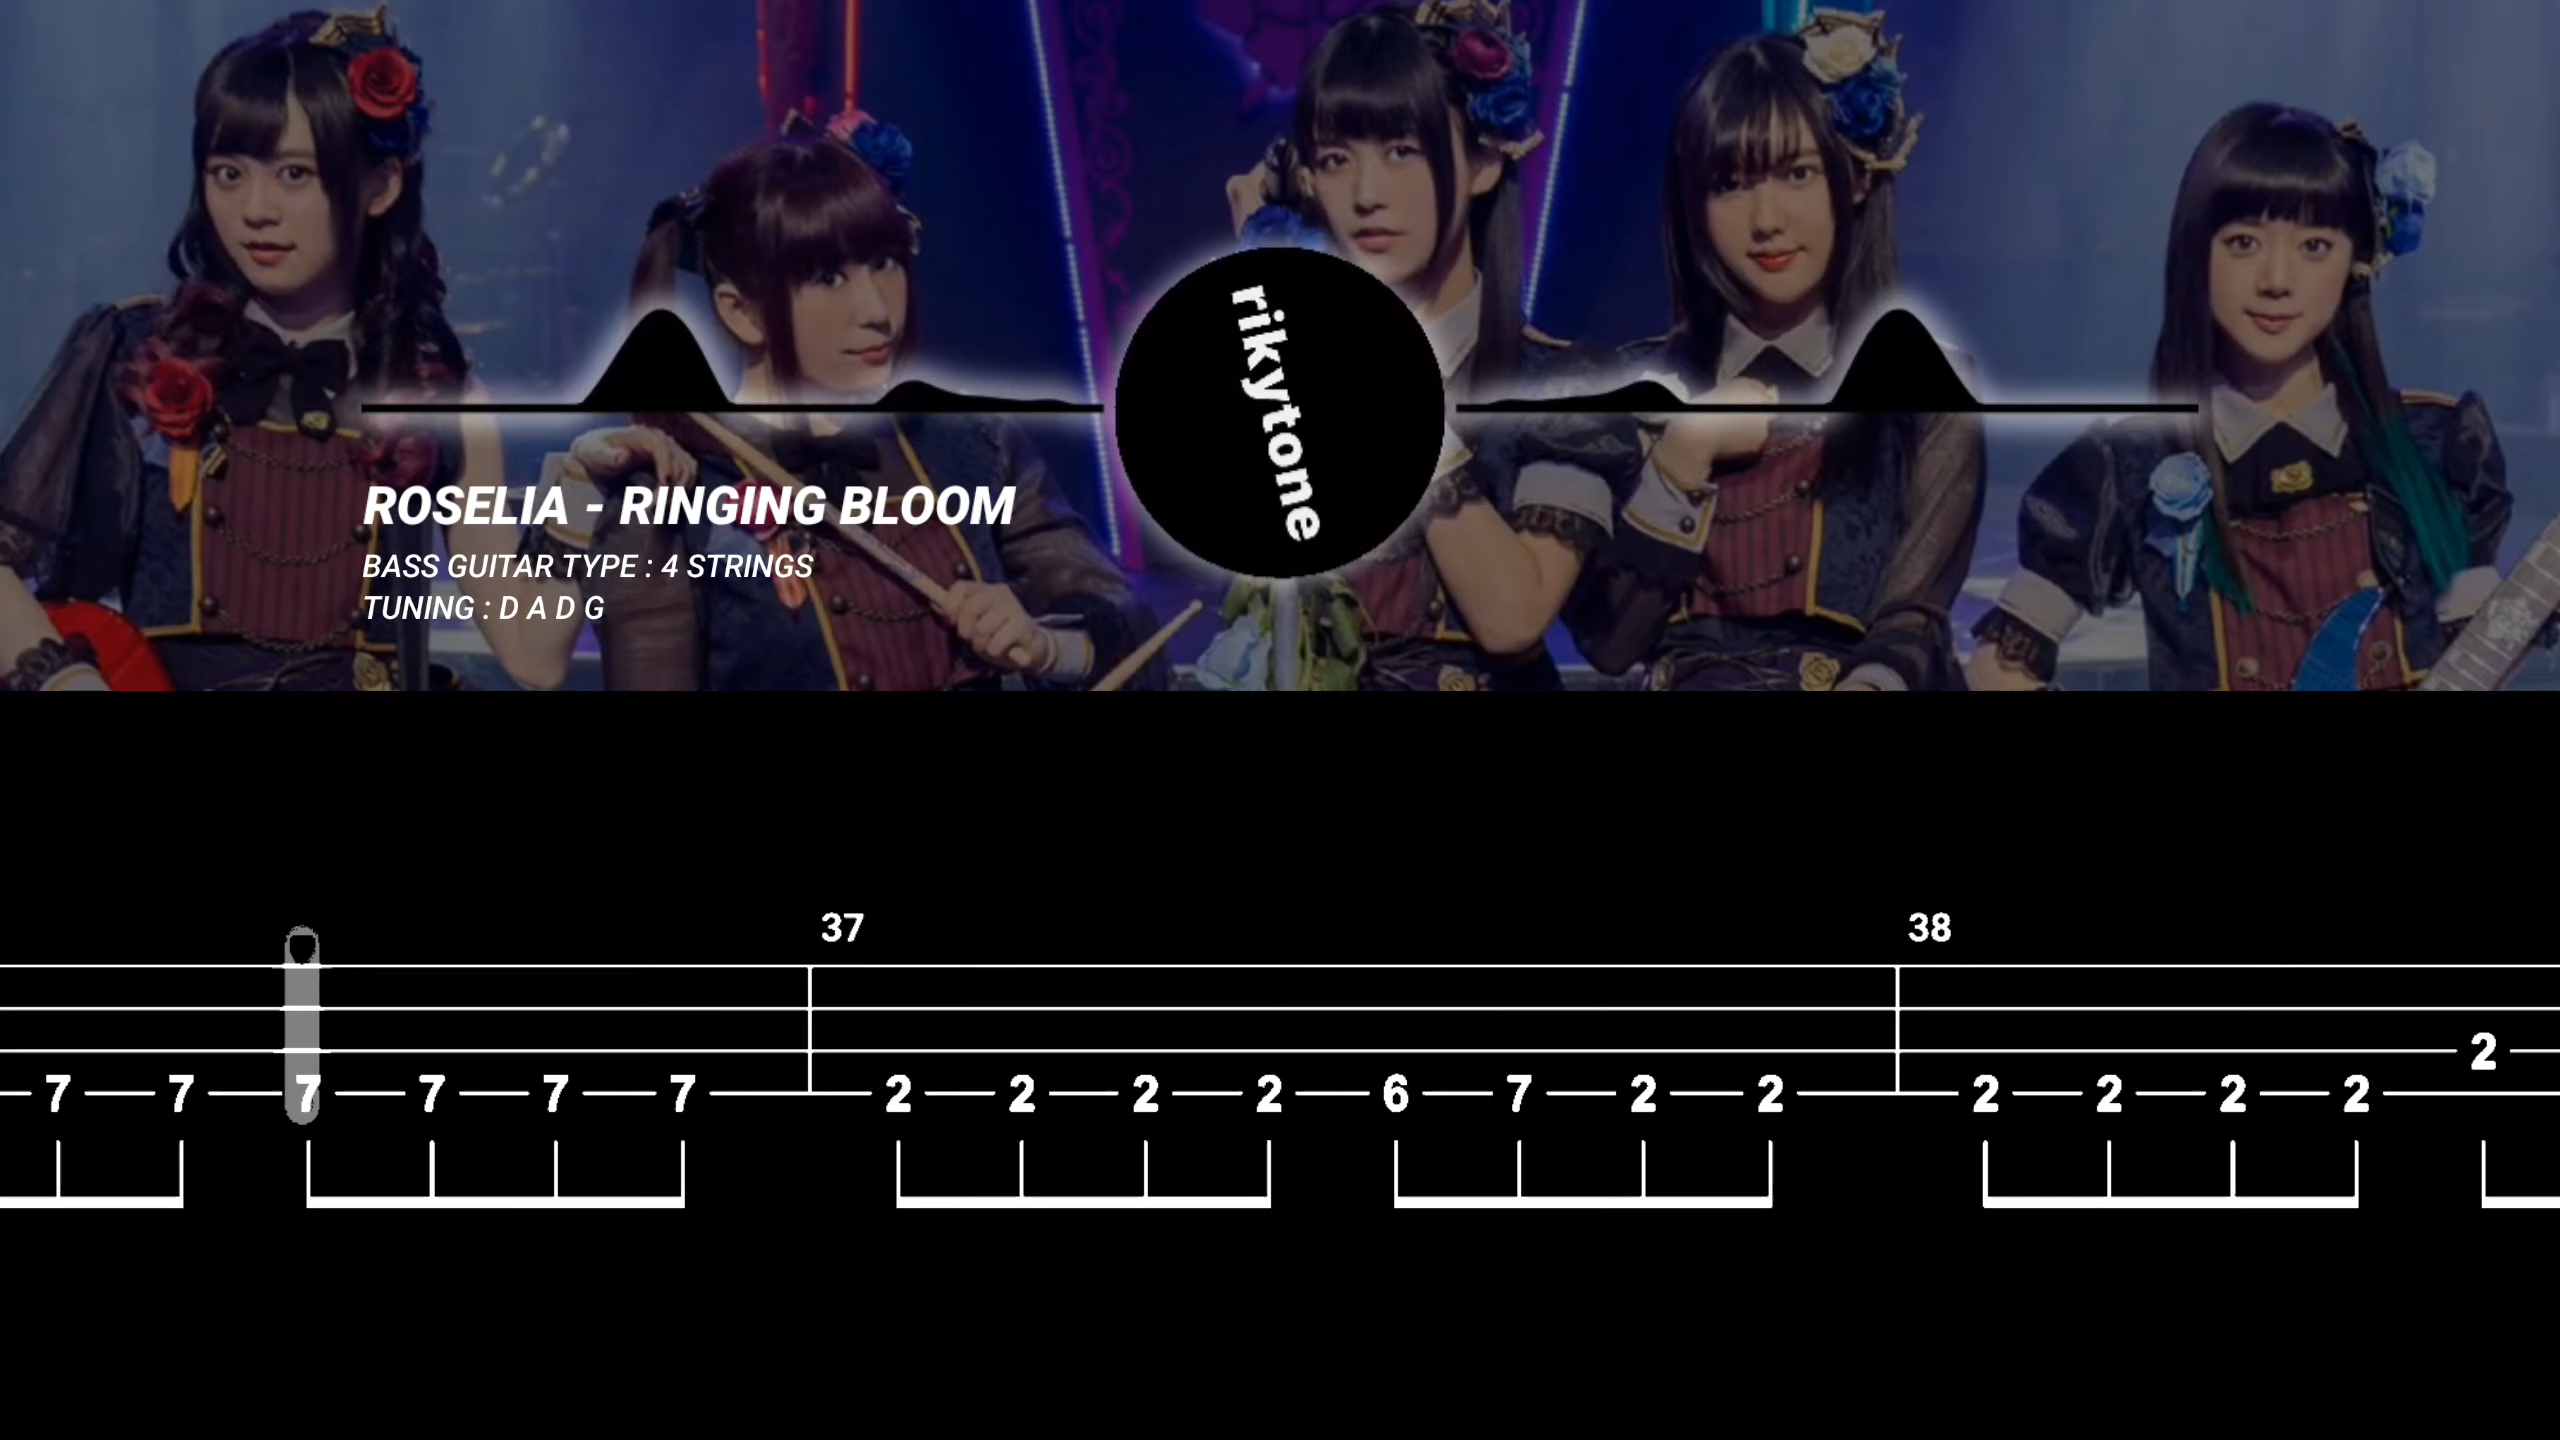 rikytone
ROSELIA - RINGING BLOOM
BASS GUITAR TYPE : 4 STRINGS
TUNING : D A D G
37 38
2
7 7 7 7 7 7 2 2 2 2 6 7 2 2 2 2 2 2